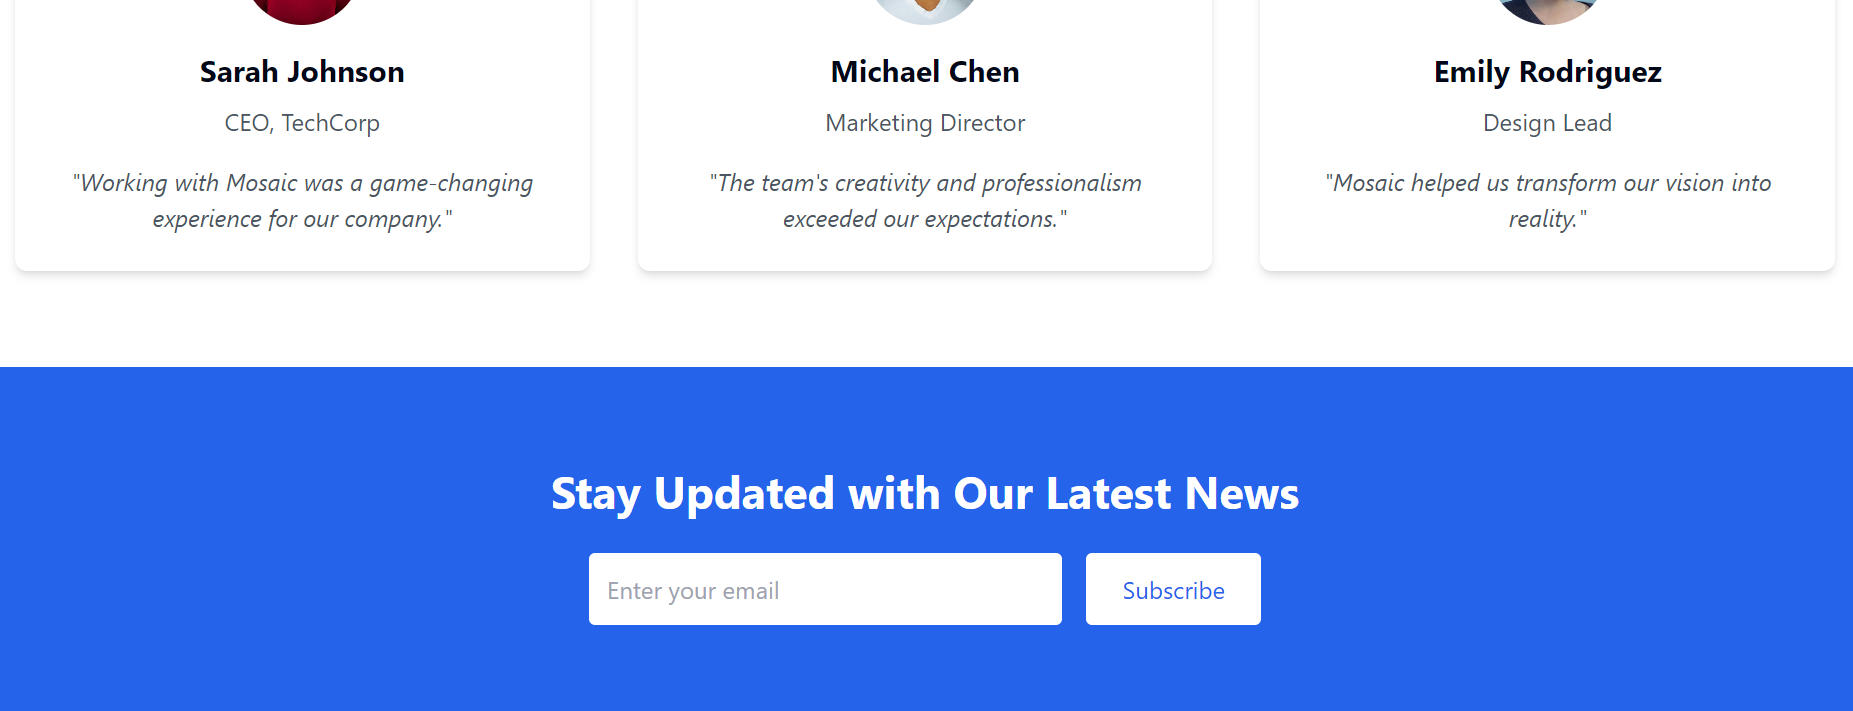 Sarah Johnson
CEO, TechCorp
"Working with Mosaic was a game-changing
experience for our company."
Michael Chen
Marketing Director
"The team's creativity and professionalism
exceeded our expectations."
Emily Rodriguez
Design Lead
"Mosaic helped us transform our vision into
reality."
Stay Updated with Our Latest News
Enter your email
Subscribe